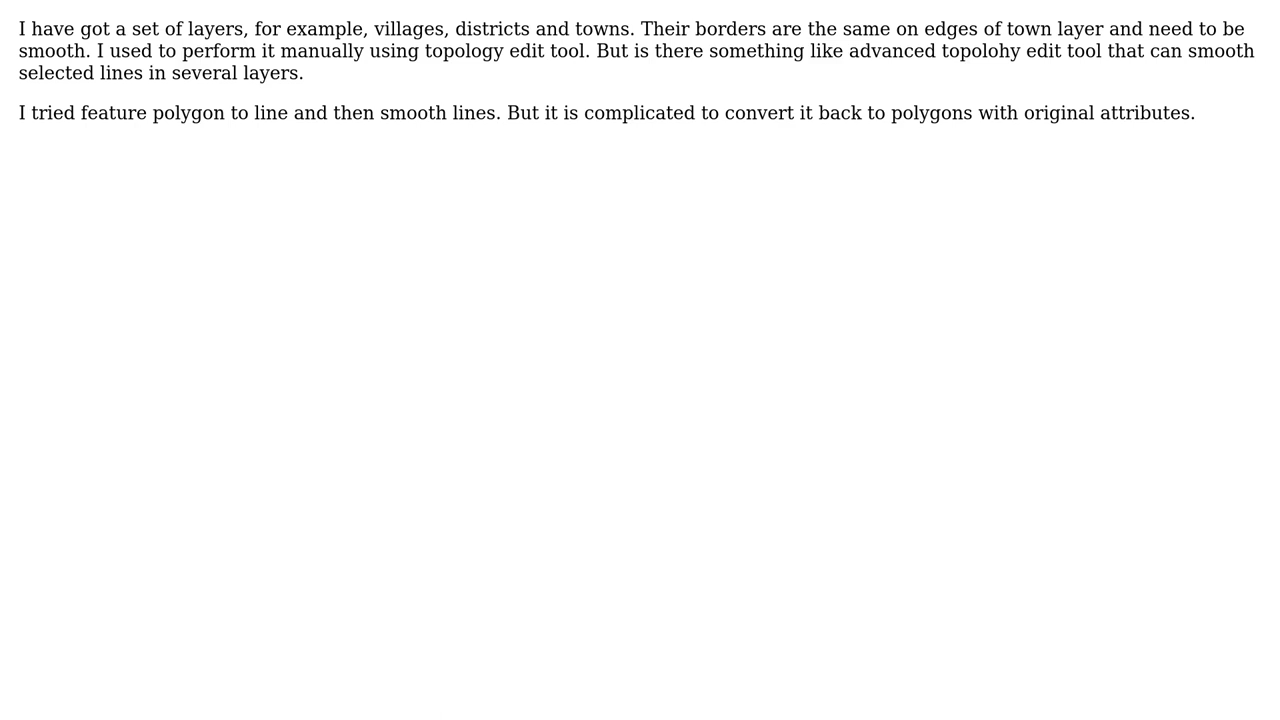 I have got a set of layers, for example, villages, districts and towns. Their borders are the same on edges of town layer and need to be
smooth. I used to perform it manually using topology edit tool. But is there something like advanced topolohy edit tool that can smooth
selected lines in several layers.
I tried feature polygon to line and then smooth lines. But it is complicated to convert it back to polygons with original attributes.